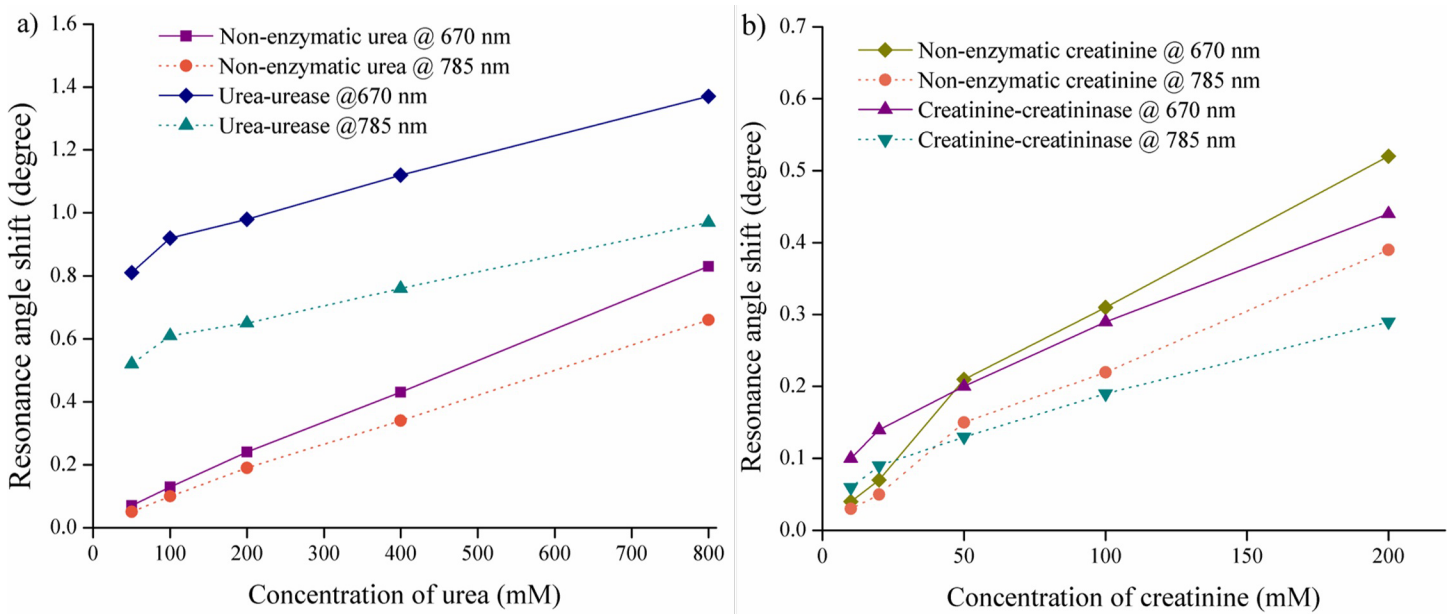 a)
Resonance angle shift (degree)
1.6
1.4
1.2
1.0
0.8
0.6
0.4
0.2
0.0
Non-enzymatic urea @ 670 nm
Non-enzymatic urea @ 785 nm
Urea-urease @670 nm
Urea-urease @785 nm
0 100 200 300 400 500 600 700 800
Concentration of urea (mM)
b)
Resonance angle shift (degree)
0.7
0.6
0.5
0.4
0.3
0.2
0.1
0.0
Non-enzymatic creatinine @ 670 nm
Non-enzymatic creatinine @ 785 nm
Creatinine-creatininase @ 670 nm
Creatinine-creatininase @ 785 nm
0 50 100 150 200
Concentration of creatinine (mM)